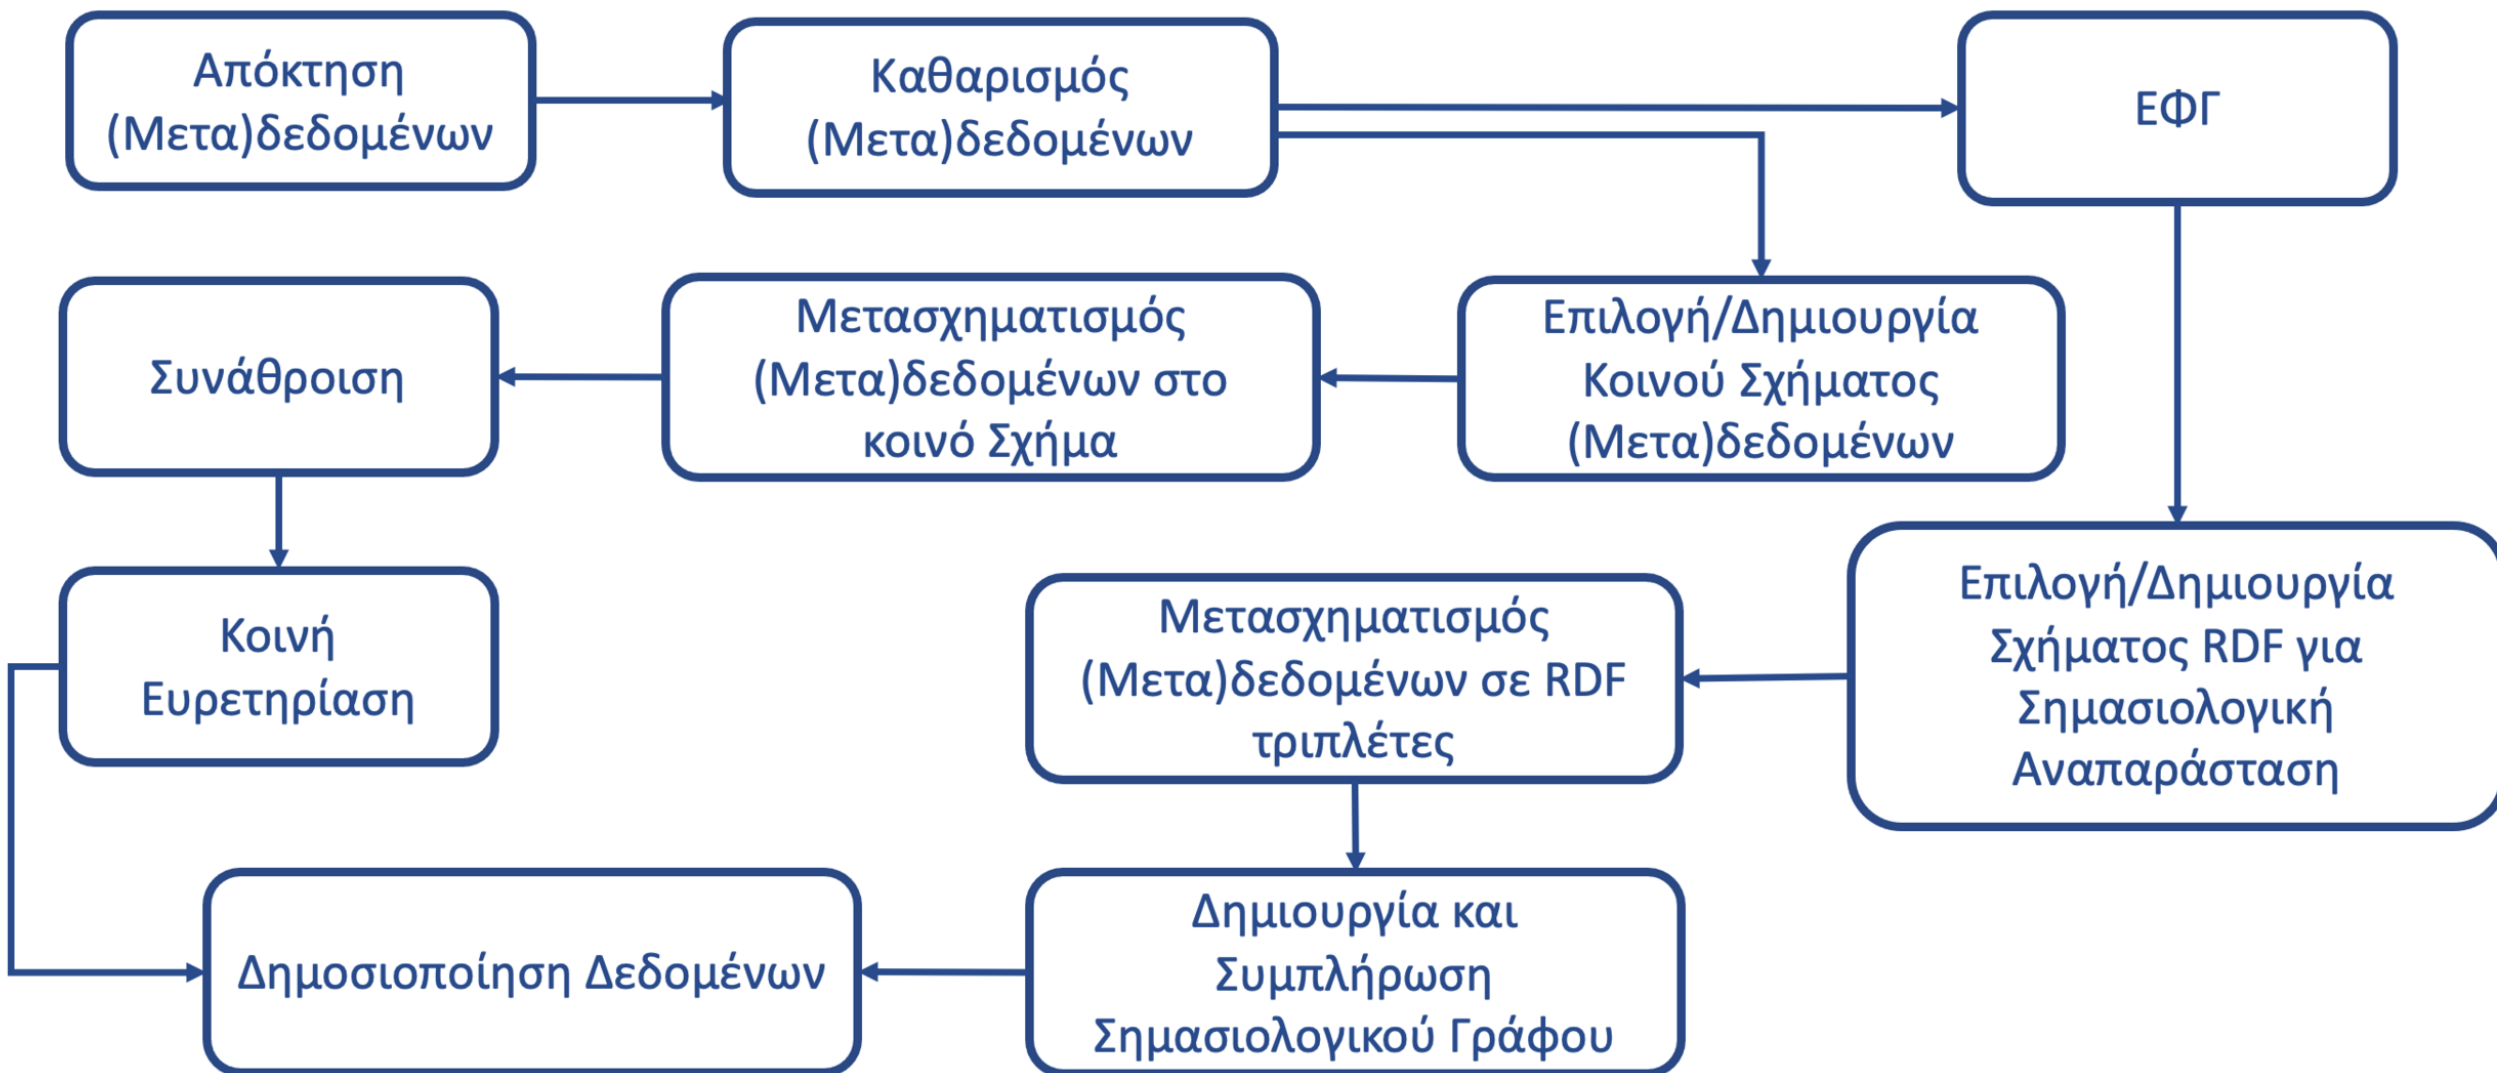 Απόκτηση
(Μετα)δεδομένων
Καθαρισμός
(Μετα)δεδομένων
ΕΦΓ
Συνάθροιση
Μετασχηματισμός
(Μετα)δεδομένων στο
κοινό Σχήμα
Επιλογή/Δημιουργία
Κοινού Σχήματος
(Μετα)δεδομένων
Κοινή
Ευρετηρίαση
Μετασχηματισμός
(Μετα)δεδομένων σε RDF
τριπλέτες
Επιλογή/Δημιουργία
Σχήματος RDF για
Σημασιολογική
Αναπαράσταση
Δημοσιοποίηση Δεδομένων
Δημιουργία και
Συμπλήρωση
Σημασιολογικού Γράφου